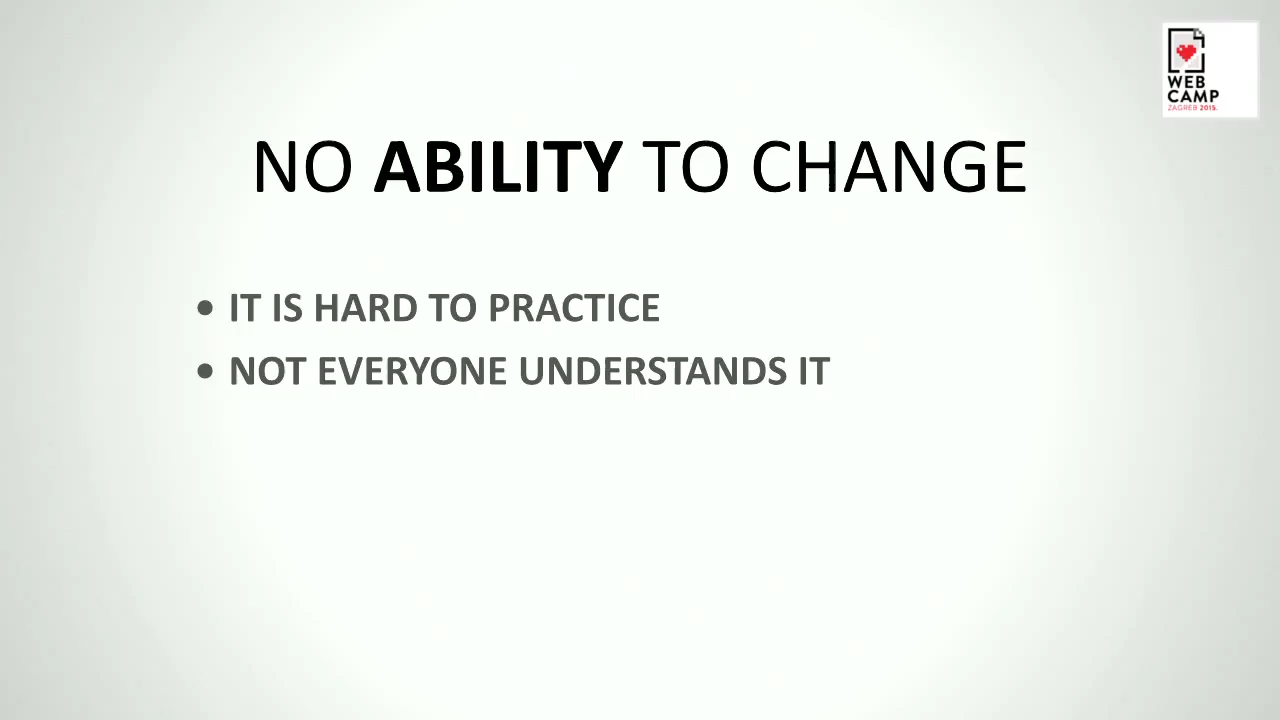 WEB
CAMP
ZAGREB 2015.
NO ABILITY TO CHANGE
• IT IS HARD TO PRACTICE
• NOT EVERYONE UNDERSTANDS IT